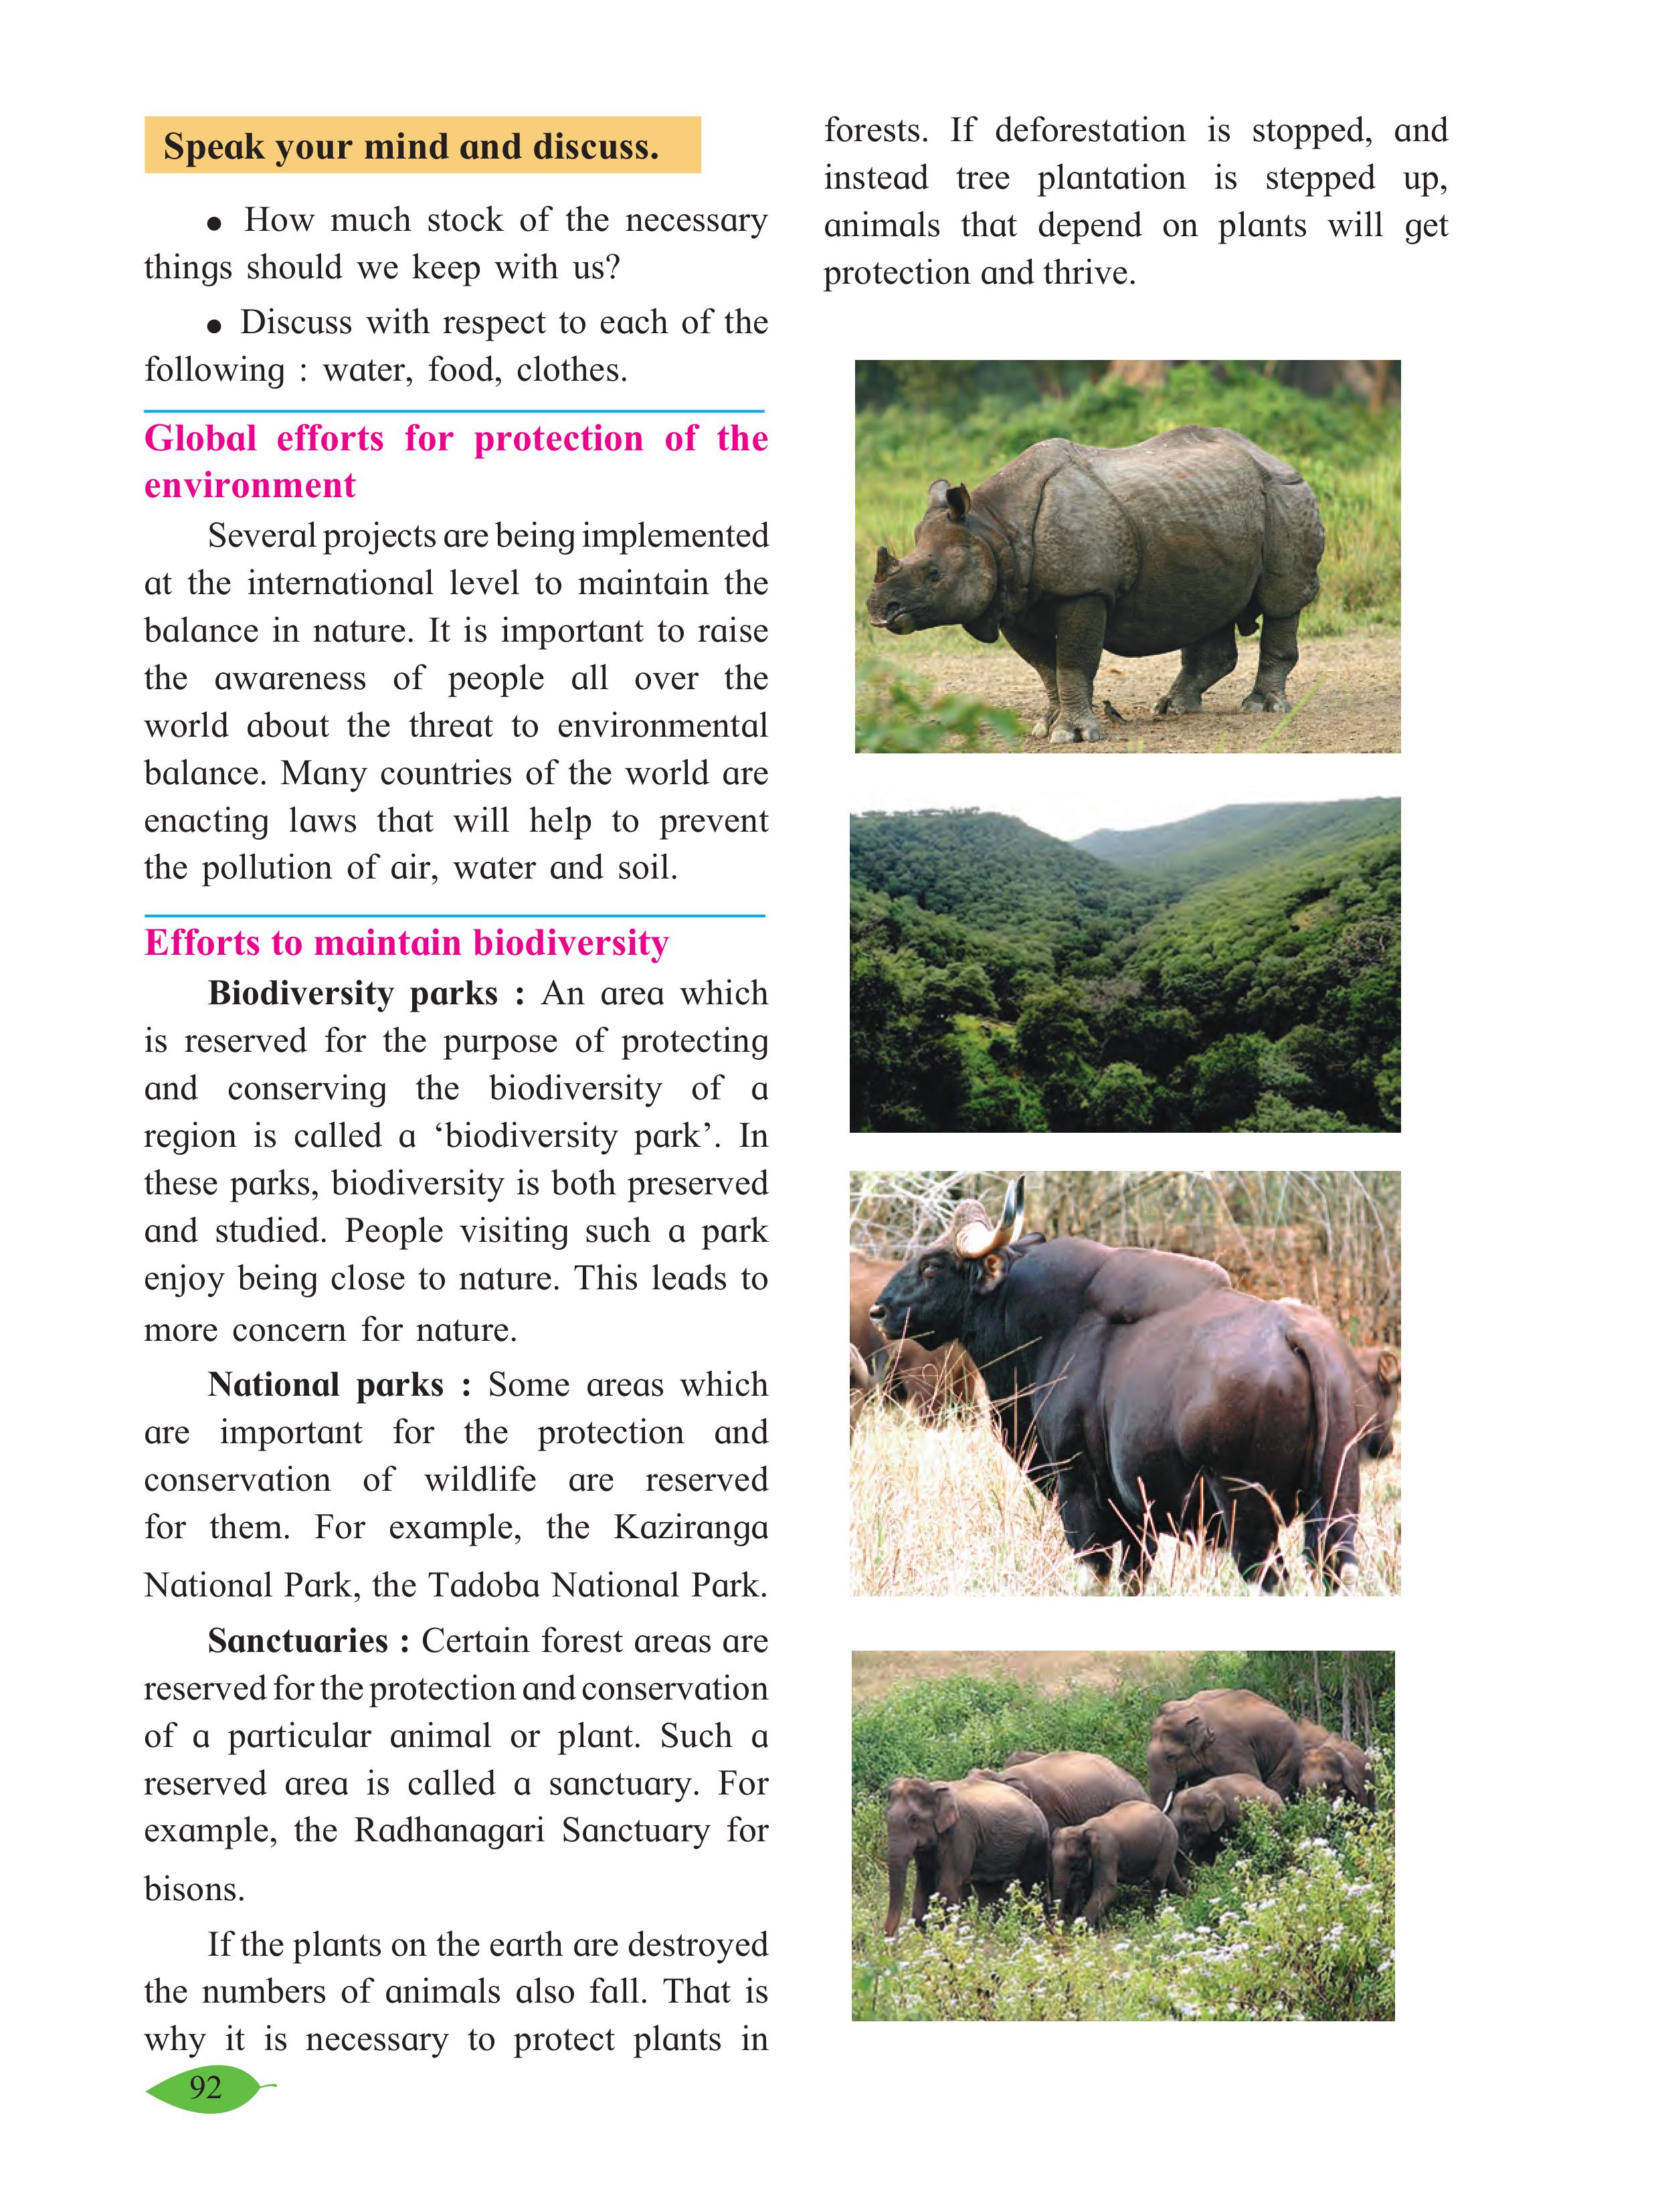 Speak your mind and discuss.
● How much stock of the necessary
things should we keep with us?
● Discuss with respect to each of the
following : water, food, clothes.
Global efforts for protection of the
environment
Several projects are being implemented
at the international level to maintain the
balance in nature. It is important to raise
the awareness of people all over the
world about the threat to environmental
balance. Many countries of the world are
enacting laws that will help to prevent
the pollution of air, water and soil.
Efforts to maintain biodiversity
Biodiversity parks : An area which
is reserved for the purpose of protecting
and conserving the biodiversity of a
region is called a ‘biodiversity park’. In
these parks, biodiversity is both preserved
and studied. People visiting such a park
enjoy being close to nature. This leads to
more concern for nature.
National parks : Some areas which
are important for the protection and
conservation of wildlife are reserved
for them. For example, the Kaziranga
National Park, the Tadoba National Park.
Sanctuaries : Certain forest areas are
reserved for the protection and conservation
of a particular animal or plant. Such a
reserved area is called a sanctuary. For
example, the Radhanagari Sanctuary for
bisons.
If the plants on the earth are destroyed
the numbers of animals also fall. That is
why it is necessary to protect plants in
forests. If deforestation is stopped, and
instead tree plantation is stepped up,
animals that depend on plants will get
protection and thrive.
92